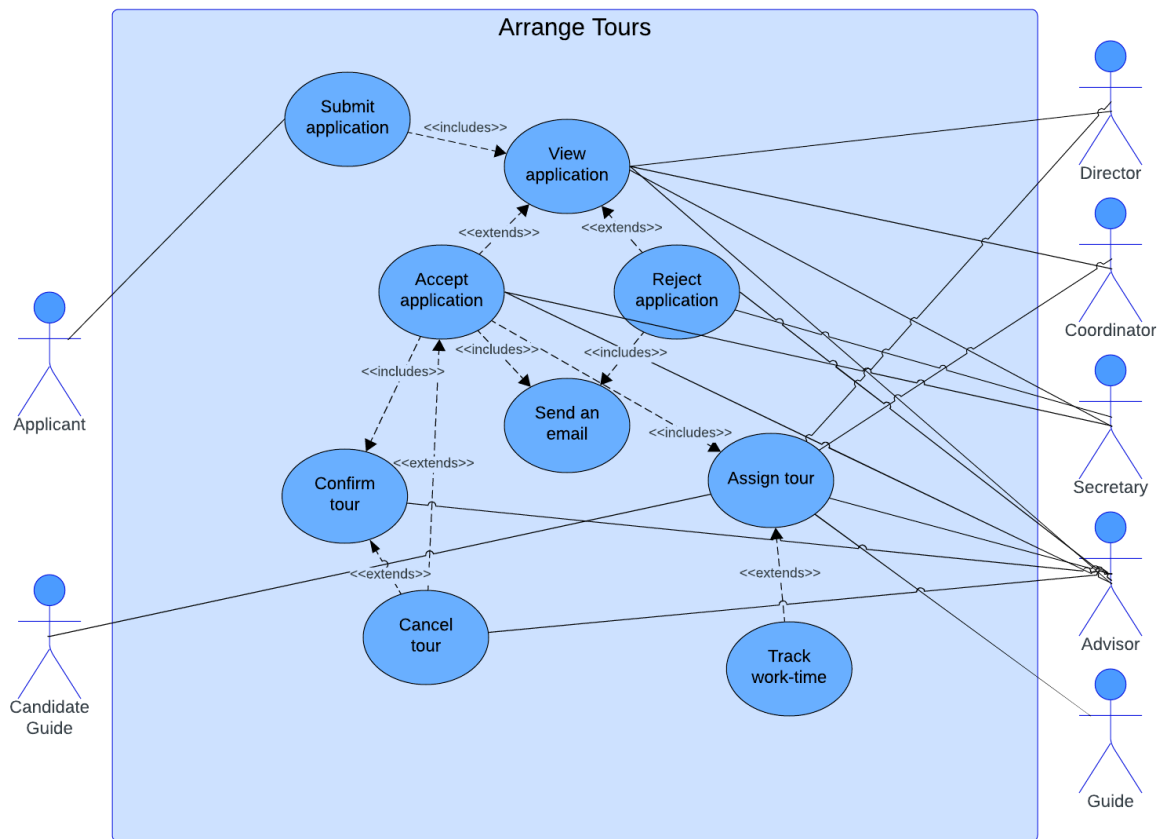 Arrange Tours
Submit
application
<<includes>>
View
application
Director
<<extends>>
<<extends>>
Accept
application
Reject
application
Coordinator
Applicant
<<includes>>
<<includes>>
<<includes>>
Send an
email
<<includes>>
<<extends>>
Confirm
tour
Assign tour
Secretary
<<extends>>
<<extends>>
Cancel
tour
Track
work-time
Advisor
Candidate
Guide
Guide